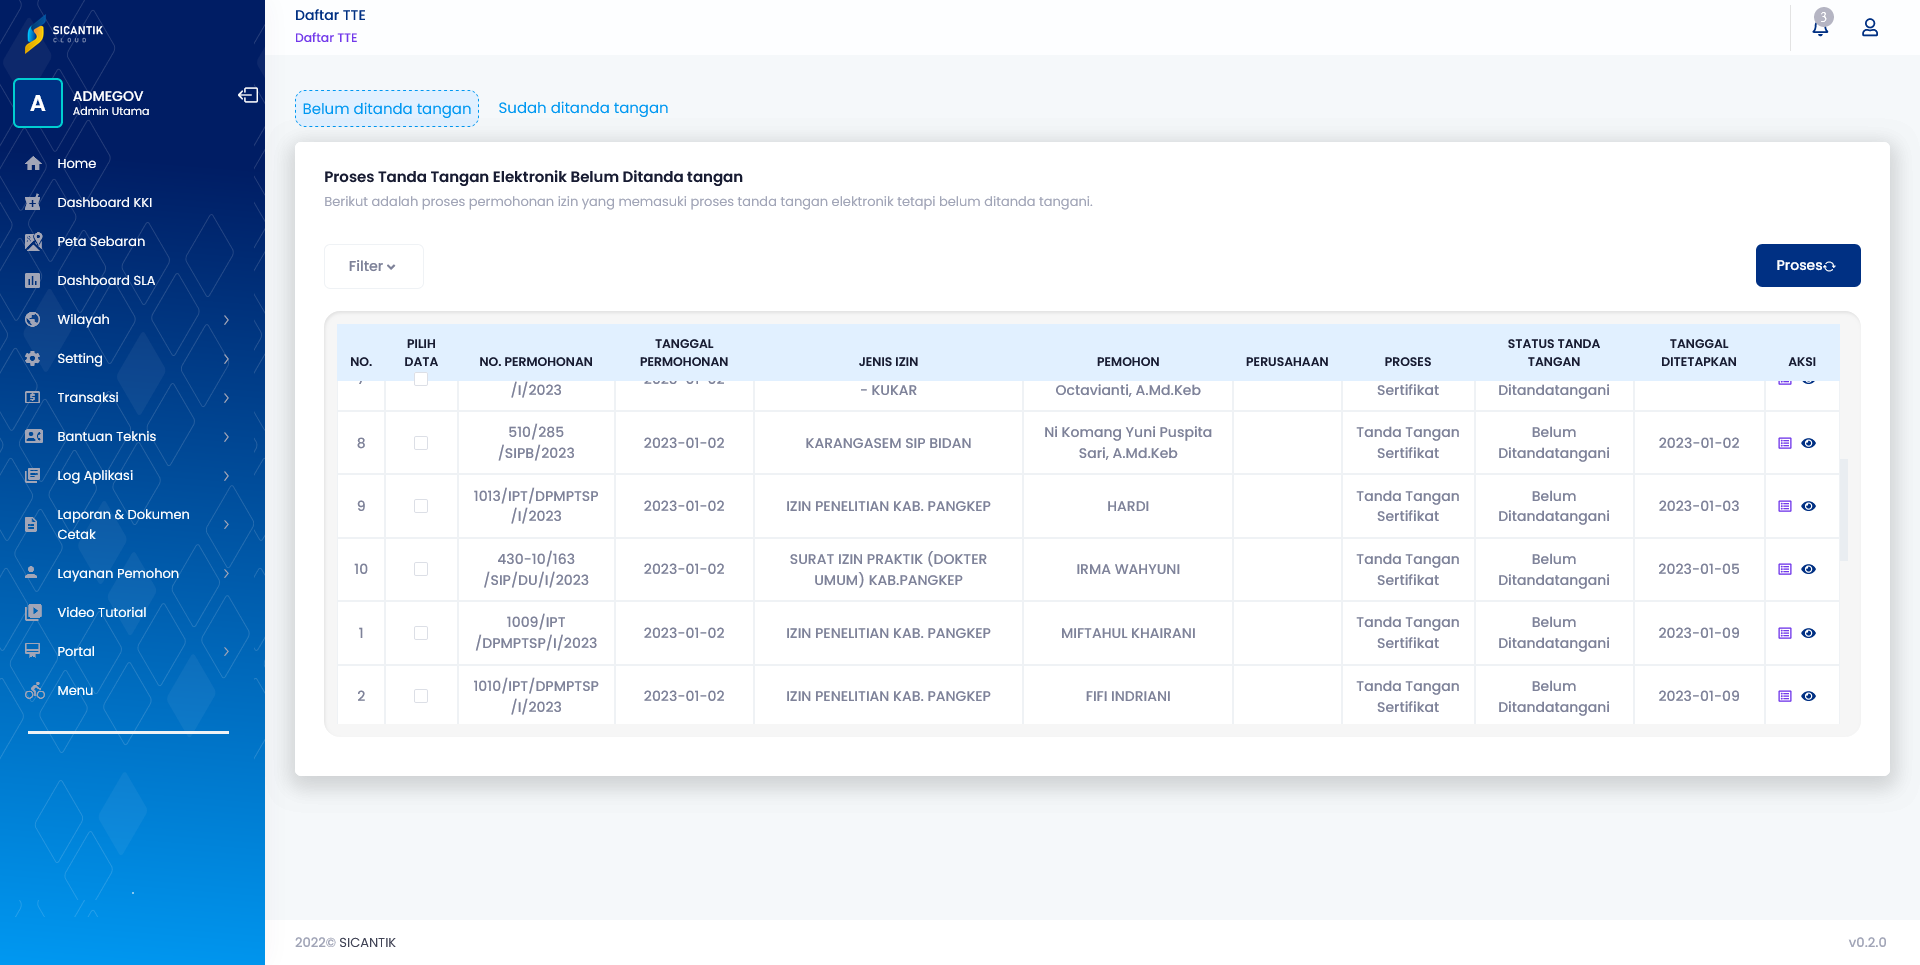 SICANTIK
CLOUD
A
ADMEGOV
Admin Utama
Home
Dashboard KKI
Peta Sebaran
Dashboard SLA
Wilayah
Setting
Transaksi
Bantuan Teknis
Log Aplikasi
Laporan & Dokumen
Cetak
Layanan Pemohon
Video Tutorial
Portal
Menu
Daftar TTE
Daftar TTE
3
Belum ditanda tangan Sudah ditanda tangan
Proses Tanda Tangan Elektronik Belum Ditanda tangan
Berikut adalah proses permohonan izin yang memasuki proses tanda tangan elektronik tetapi belum ditanda tangani.
Filter
Proses
NO. PILIH DATA NO. PERMOHONAN TANGGAL PERMOHONAN JENIS IZIN PEMOHON PERUSAHAAN PROSES STATUS TANDA TANGAN TANGGAL DITETAPKAN AKSI
/I/2023 - KUKAR Octavianti, A.Md.Keb Sertifikat Ditandatangani
8 510/285 /SIPB/2023 2023-01-02 KARANGASEM SIP BIDAN Ni Komang Yuni Puspita Sari, A.Md.Keb Tanda Tangan Sertifikat Belum Ditandatangani 2023-01-02
9 1013/IPT/DPMPTSP /I/2023 2023-01-02 IZIN PENELITIAN KAB. PANGKEP HARDI Tanda Tangan Sertifikat Belum Ditandatangani 2023-01-03
10 430-10/163 /SIP/DU/I/2023 2023-01-02 SURAT IZIN PRAKTIK (DOKTER UMUM) KAB.PANGKEP IRMA WAHYUNI Tanda Tangan Sertifikat Belum Ditandatangani 2023-01-05
1 1009/IPT /DPMPTSP/I/2023 2023-01-02 IZIN PENELITIAN KAB. PANGKEP MIFTAHUL KHAIRANI Tanda Tangan Sertifikat Belum Ditandatangani 2023-01-09
2 1010/IPT/DPMPTSP /I/2023 2023-01-02 IZIN PENELITIAN KAB. PANGKEP FIFI INDRIANI Tanda Tangan Sertifikat Belum Ditandatangani 2023-01-09
2022© SICANTIK
v0.2.0